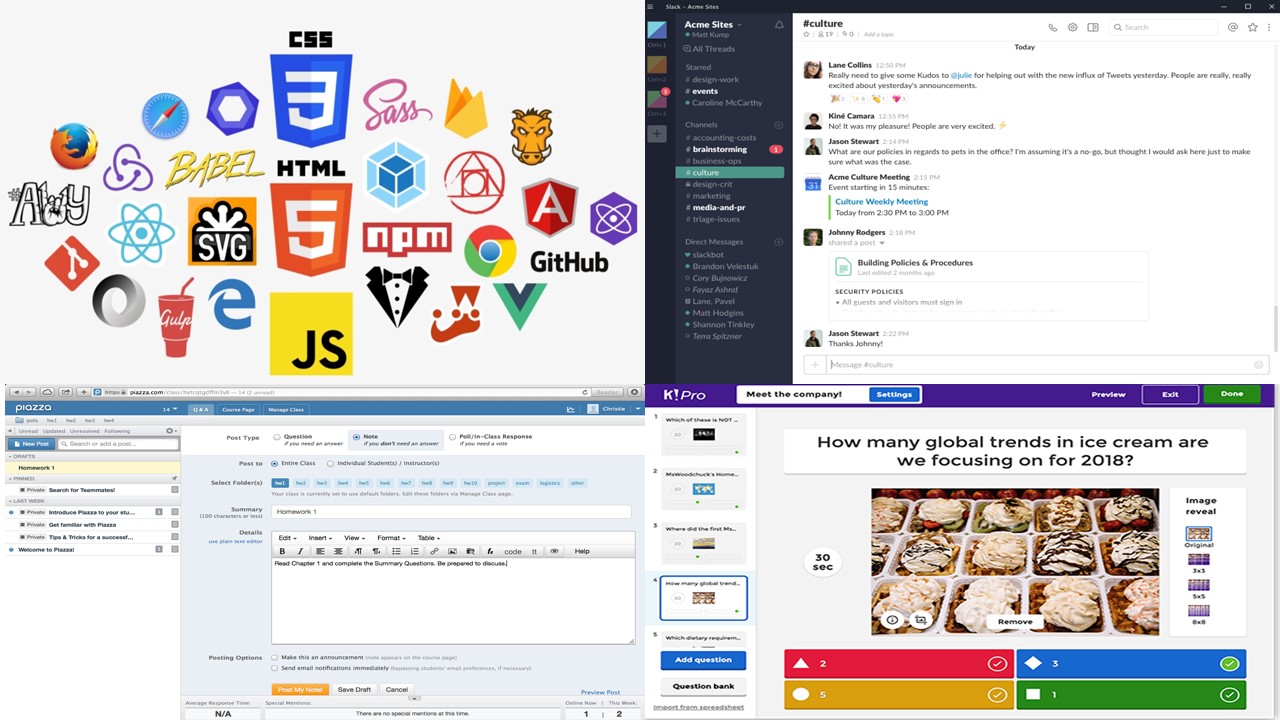 CSS
BABEL
HTML
A11y
SVG
npm
GitHub
Gulp
JS
Slack - Acme Sites
Ctrl+1
Ctrl+2
5
Ctrl+3
Acme Sites
Matt Kump
All Threads
Starred
# design-work
# events
Caroline McCarthy
Channels
# accounting-costs
# brainstorming 1
# business-ops
# culture
design-crit
# marketing
# media-and-pr
# triage-issues
Direct Messages
slackbot
Brandon Velestuk
Cory Bujnowicz
Fayaz Ashraf
Lane, Pavel
Matt Hodgins
Shannon Tinkley
Terra Spitzner
#culture
19 0 Add a topic
Search
Today
Lane Collins 12:50 PM
Really need to give some Kudos to @julie for helping out with the new influx of Tweets yesterday. People are really, really
excited about yesterday's announcements.
2 8 1 3
Kiné Camara 12:55 PM
No! It was my pleasure! People are very excited. ⚡
Jason Stewart 2:14 PM
What are our policies in regards to pets in the office? I'm assuming it's a no-go, but thought I would ask here just to make
sure what was the case.
31
Acme Culture Meeting 2:15 PM
Event starting in 15 minutes:
Culture Weekly Meeting
Today from 2:30 PM to 3:00 PM
Johnny Rodgers 2:18 PM
shared a post
Building Policies & Procedures
Last edited 2 months ago
SECURITY POLICIES
• All guests and visitors must sign in
Jason Stewart 2:22 PM
Thanks Johnny!
Message #culture
https piazza.com/class/ — 14 (2 unread) Reader
piazza 14 Q & A Course Page Manage Class Christie
polls hw1 hw2 hw3 hw4
Unread Updated Unresolved Following
New Post Search or add a post...
DRAFTS
Homework 1
PINNED
Private Search for Teammates!
LAST WEEK
Private Introduce Piazza to your stu... 1
Private Get familiar with Piazza
Private Tips & Tricks for a successf...
Welcome to Piazza! 1
Post Type Question Note Poll/In-Class Response
if you need an answer if you don't need an answer
Post to Entire Class Individual Student(s) / Instructor(s)
Select Folder(s) hw1 hw2 hw3 hw4 hw5 hw6 hw7 hw8 hw9 hw10 project exam logistics other
Your class is currently set to use default folders. Edit these folders via Manage Class page.
Summary
(100 characters or less)
Homework 1
Details
use plain text editor
Edit Insert View Format Table
B I fx code tt Help
Read Chapter 1 and complete the Summary Questions. Be prepared to discuss.
Posting Options Make this an announcement (note appears on the course page)
Send email notifications immediately (bypassing students' email preferences, if necessary)
Post My Note! Save Draft Cancel
Preview Post
Average Response Time: Special Mentions: Online Now | This Week:
N/A There are no special mentions at this time. 1 | 2
K! Pro
Meet the company! Settings
Preview Exit Done
1
Which of these is NOT ...
30
2
MsWoodchuck's Home...
30
3
Where did the first Ms...
30
4
How many global trend...
30
5
Which dietary requirem...
Add question
Question bank
Import from spreadsheet
How many global trends in ice cream are
we focusing on for 2018?
30
sec
Remove
Image
reveal
Original
3x3
5x5
8x8
2
3
5
1